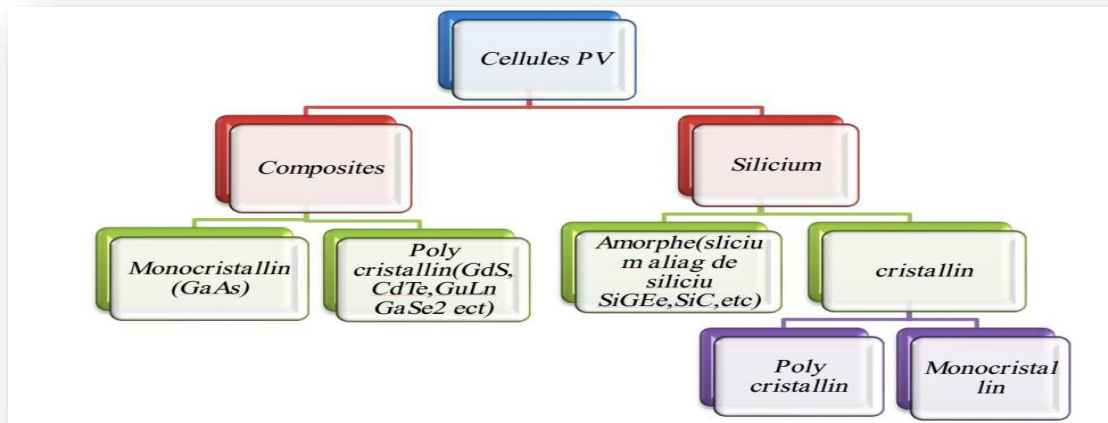 Cellules PV
Composites
Silicium
Monocristallin
(GaAs)
Poly
cristallin(GdS,
CdTe,GuLn
GaSe2 ect)
Amorphe(sliciu
m aliag de
siliciu
SiGEe,SiC,etc)
cristallin
Poly
cristallin
Monocristal
lin